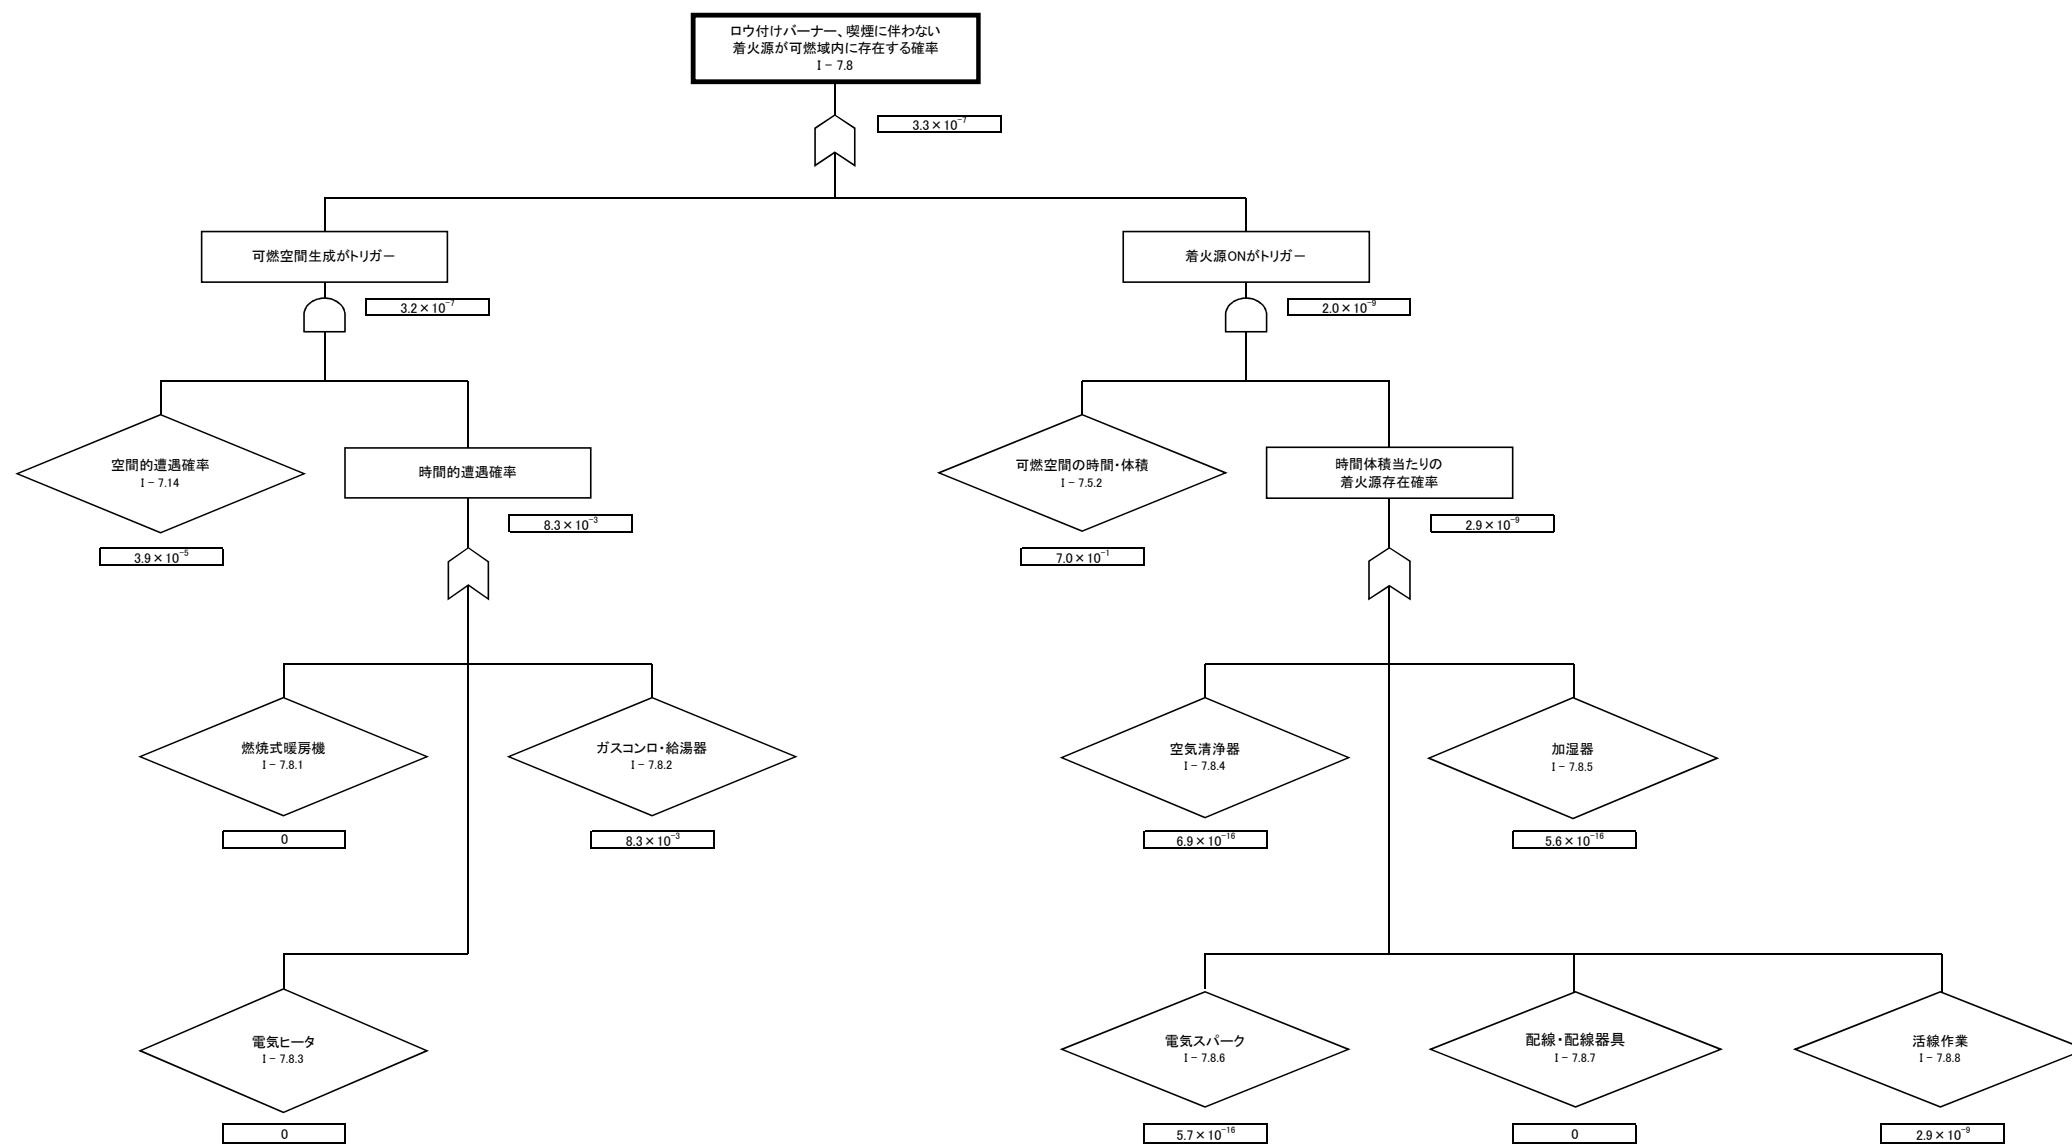 ロウ付けバーナー、喫煙に伴わない
着火源が可燃域内に存在する確率
I − 7.8
3.3×10⁻⁷
可燃空間生成がトリガー
着火源ONがトリガー
3.2×10⁻⁷
2.0×10⁻⁹
空間的遭遇確率
I − 7.14
時間的遭遇確率
可燃空間の時間・体積
I − 7.5.2
時間体積当たりの
着火源存在確率
8.3×10⁻³
2.9×10⁻⁹
3.9×10⁻⁵
7.0×10⁻¹
燃焼式暖房機
I − 7.8.1
ガスコンロ・給湯器
I − 7.8.2
空気清浄器
I − 7.8.4
加湿器
I − 7.8.5
0
8.3×10⁻³
6.9×10⁻¹⁶
5.6×10⁻¹⁶
電気ヒータ
I − 7.8.3
電気スパーク
I − 7.8.6
配線・配線器具
I − 7.8.7
活線作業
I − 7.8.8
0
5.7×10⁻¹⁶
0
2.9×10⁻⁹